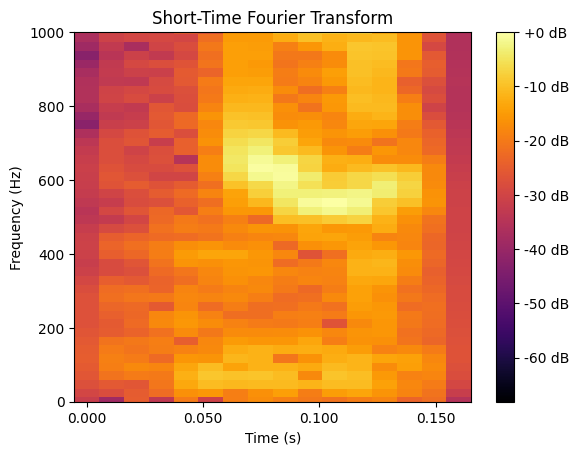 Short-Time Fourier Transform
1000
800
600
400
200
0
Frequency (Hz)
0.000
0.050
0.100
0.150
Time (s)
+0 dB
-10 dB
-20 dB
-30 dB
-40 dB
-50 dB
-60 dB